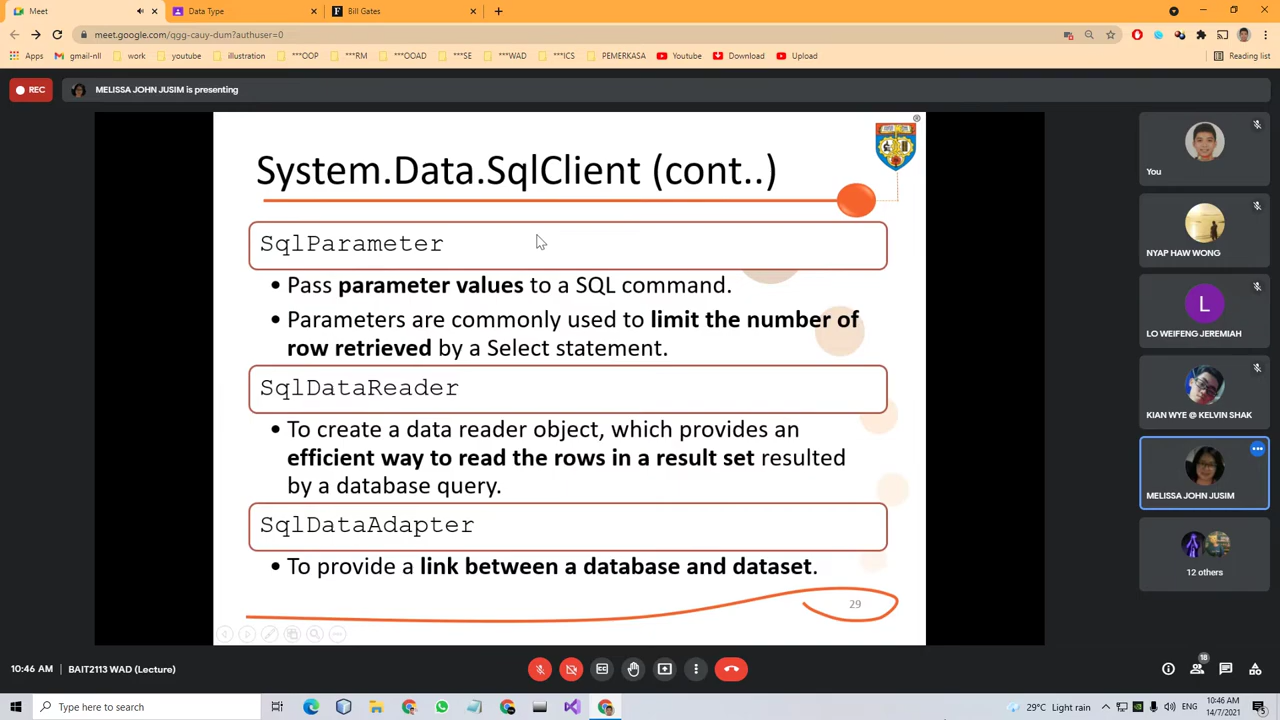 Meet
Data Type
Bill Gates
meet.google.com/qgg-cauy-dum?authuser=0
Apps
gmail-nll
work
youtube
illustration
***OOP
***RM
***OOAD
***SE
***WAD
***ICS
PEMERKASA
Youtube
Download
Upload
Reading list
REC
MELISSA JOHN JUSIM is presenting
System.Data.SqlClient (cont..)
SqlParameter
• Pass parameter values to a SQL command.
• Parameters are commonly used to limit the number of
row retrieved by a Select statement.
SqlDataReader
• To create a data reader object, which provides an
efficient way to read the rows in a result set resulted
by a database query.
SqlDataAdapter
• To provide a link between a database and dataset.
29
You
NYAP HAW WONG
L
LO WEIFENG JEREMIAH
KIAN WYE @ KELVIN SHAK
MELISSA JOHN JUSIM
12 others
10:46 AM | BAIT2113 WAD (Lecture)
18
Type here to search
29°C Light rain
ENG
10:46 AM
14/7/2021
5